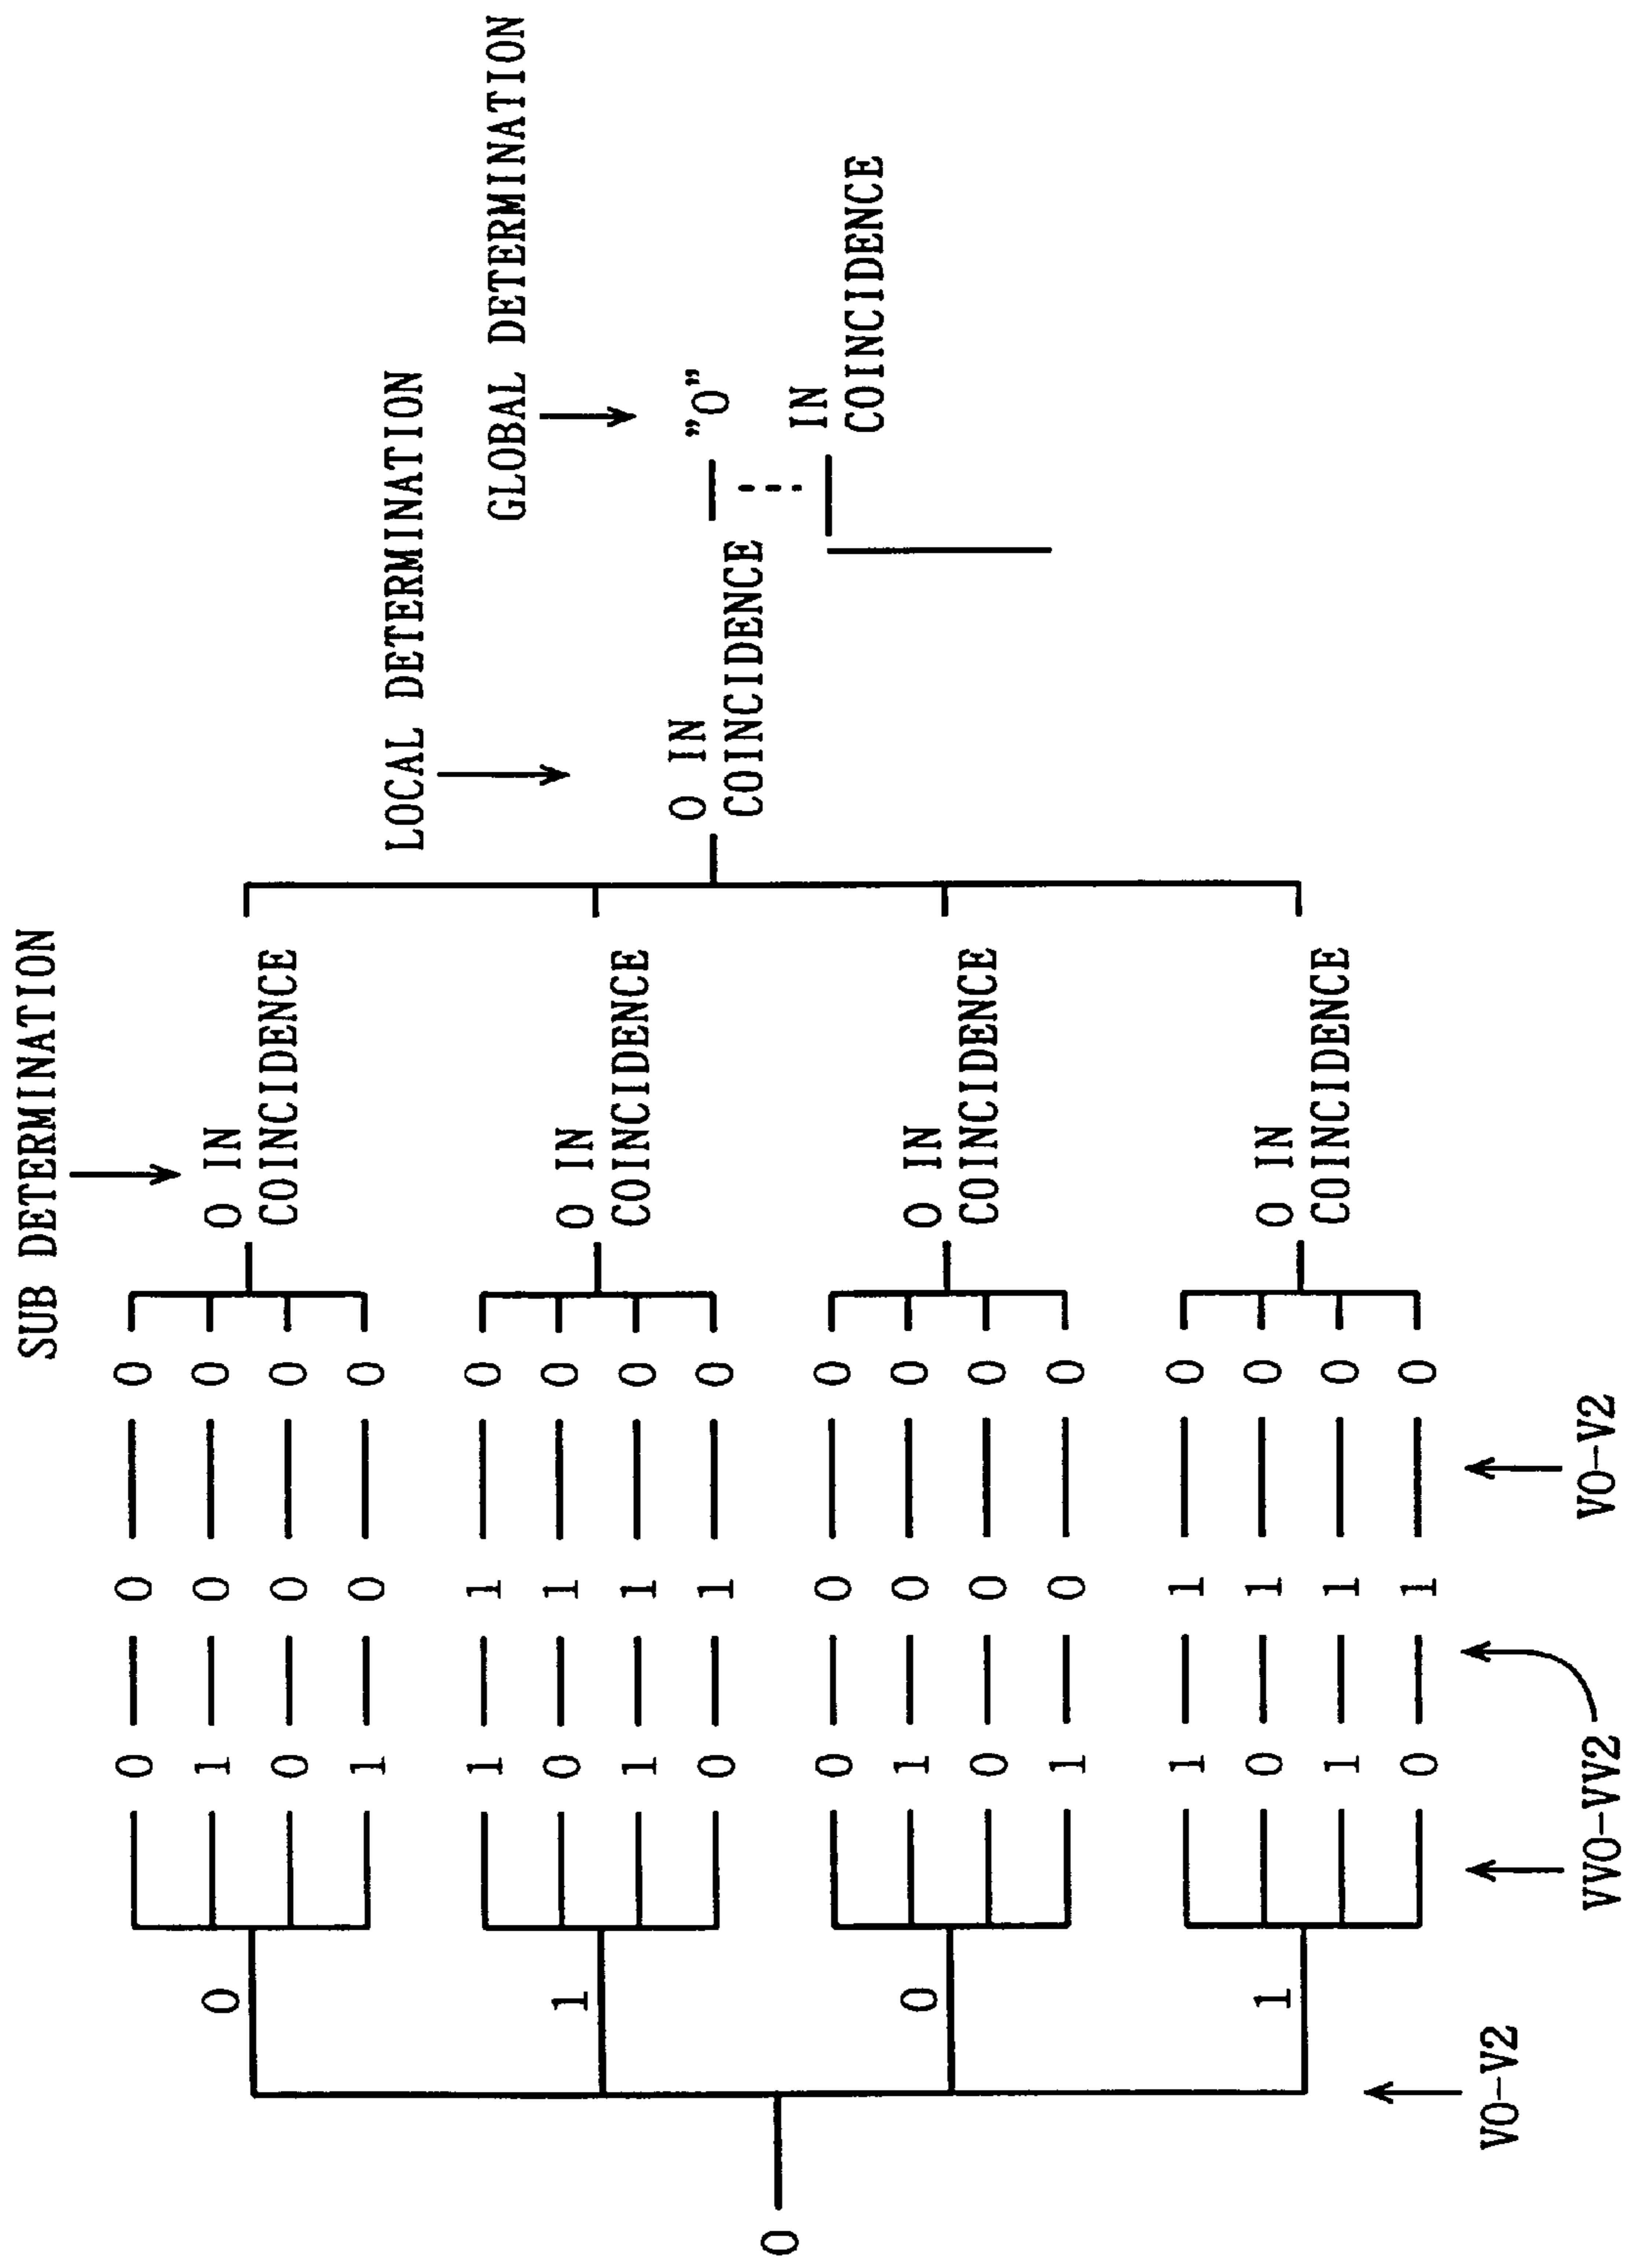 SUB DETERMINATION
0 0 0
0 1 0 0 0 IN
COINCIDENCE
0 0 0
1 0 0
LOCAL DETERMINATION
1 1 0
GLOBAL DETERMINATION
1 0 1 0 0 IN
COINCIDENCE
1 1 0
0 IN
COINCIDENCE
"0"
0 1 0
0
IN
COINCIDENCE
0 0 0
0 1 0 0 0 IN
COINCIDENCE
0 0 0
1 0 0
1 1 0
1 0 1 0 0 IN
COINCIDENCE
1 1 0
0 1 0
V0-V2
VV0-VV2
V0-V2